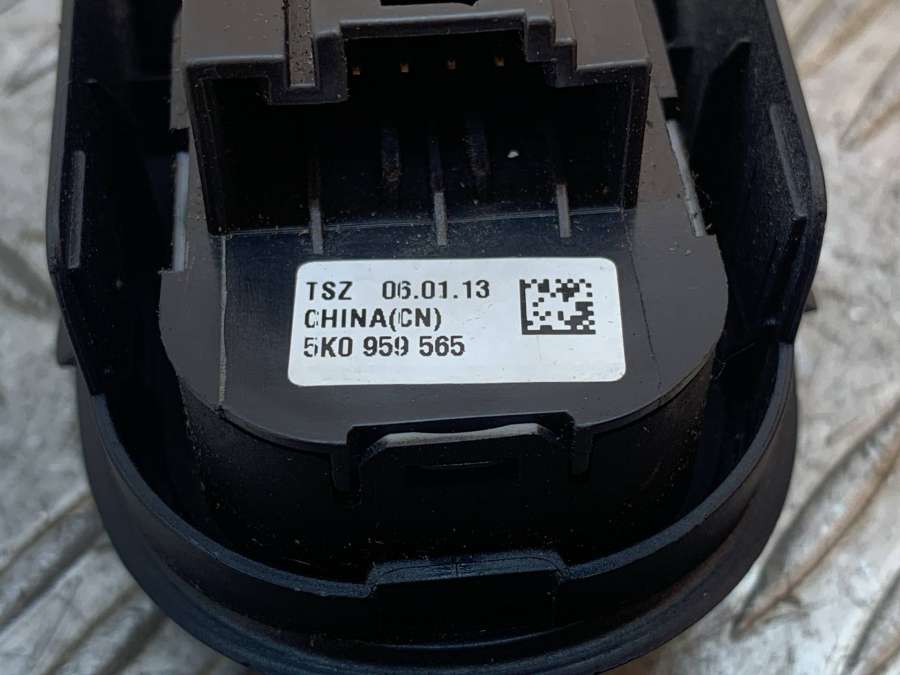 TSZ 06.01.13
CHINA(CN)
5K0 959 565